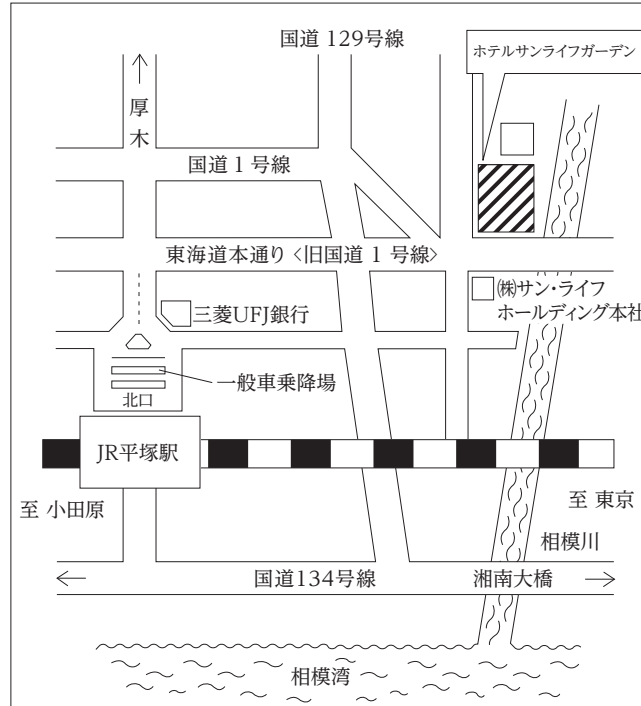 国道 129号線
ホテルサンライフガーデン
厚木
国道 1 号線
東海道本通り〈旧国道 1 号線〉
㈱サン・ライフ
ホールディング本社
三菱UFJ銀行
一般車乗降場
北口
JR平塚駅
至 小田原
至 東京
相模川
国道134号線
湘南大橋
相模湾